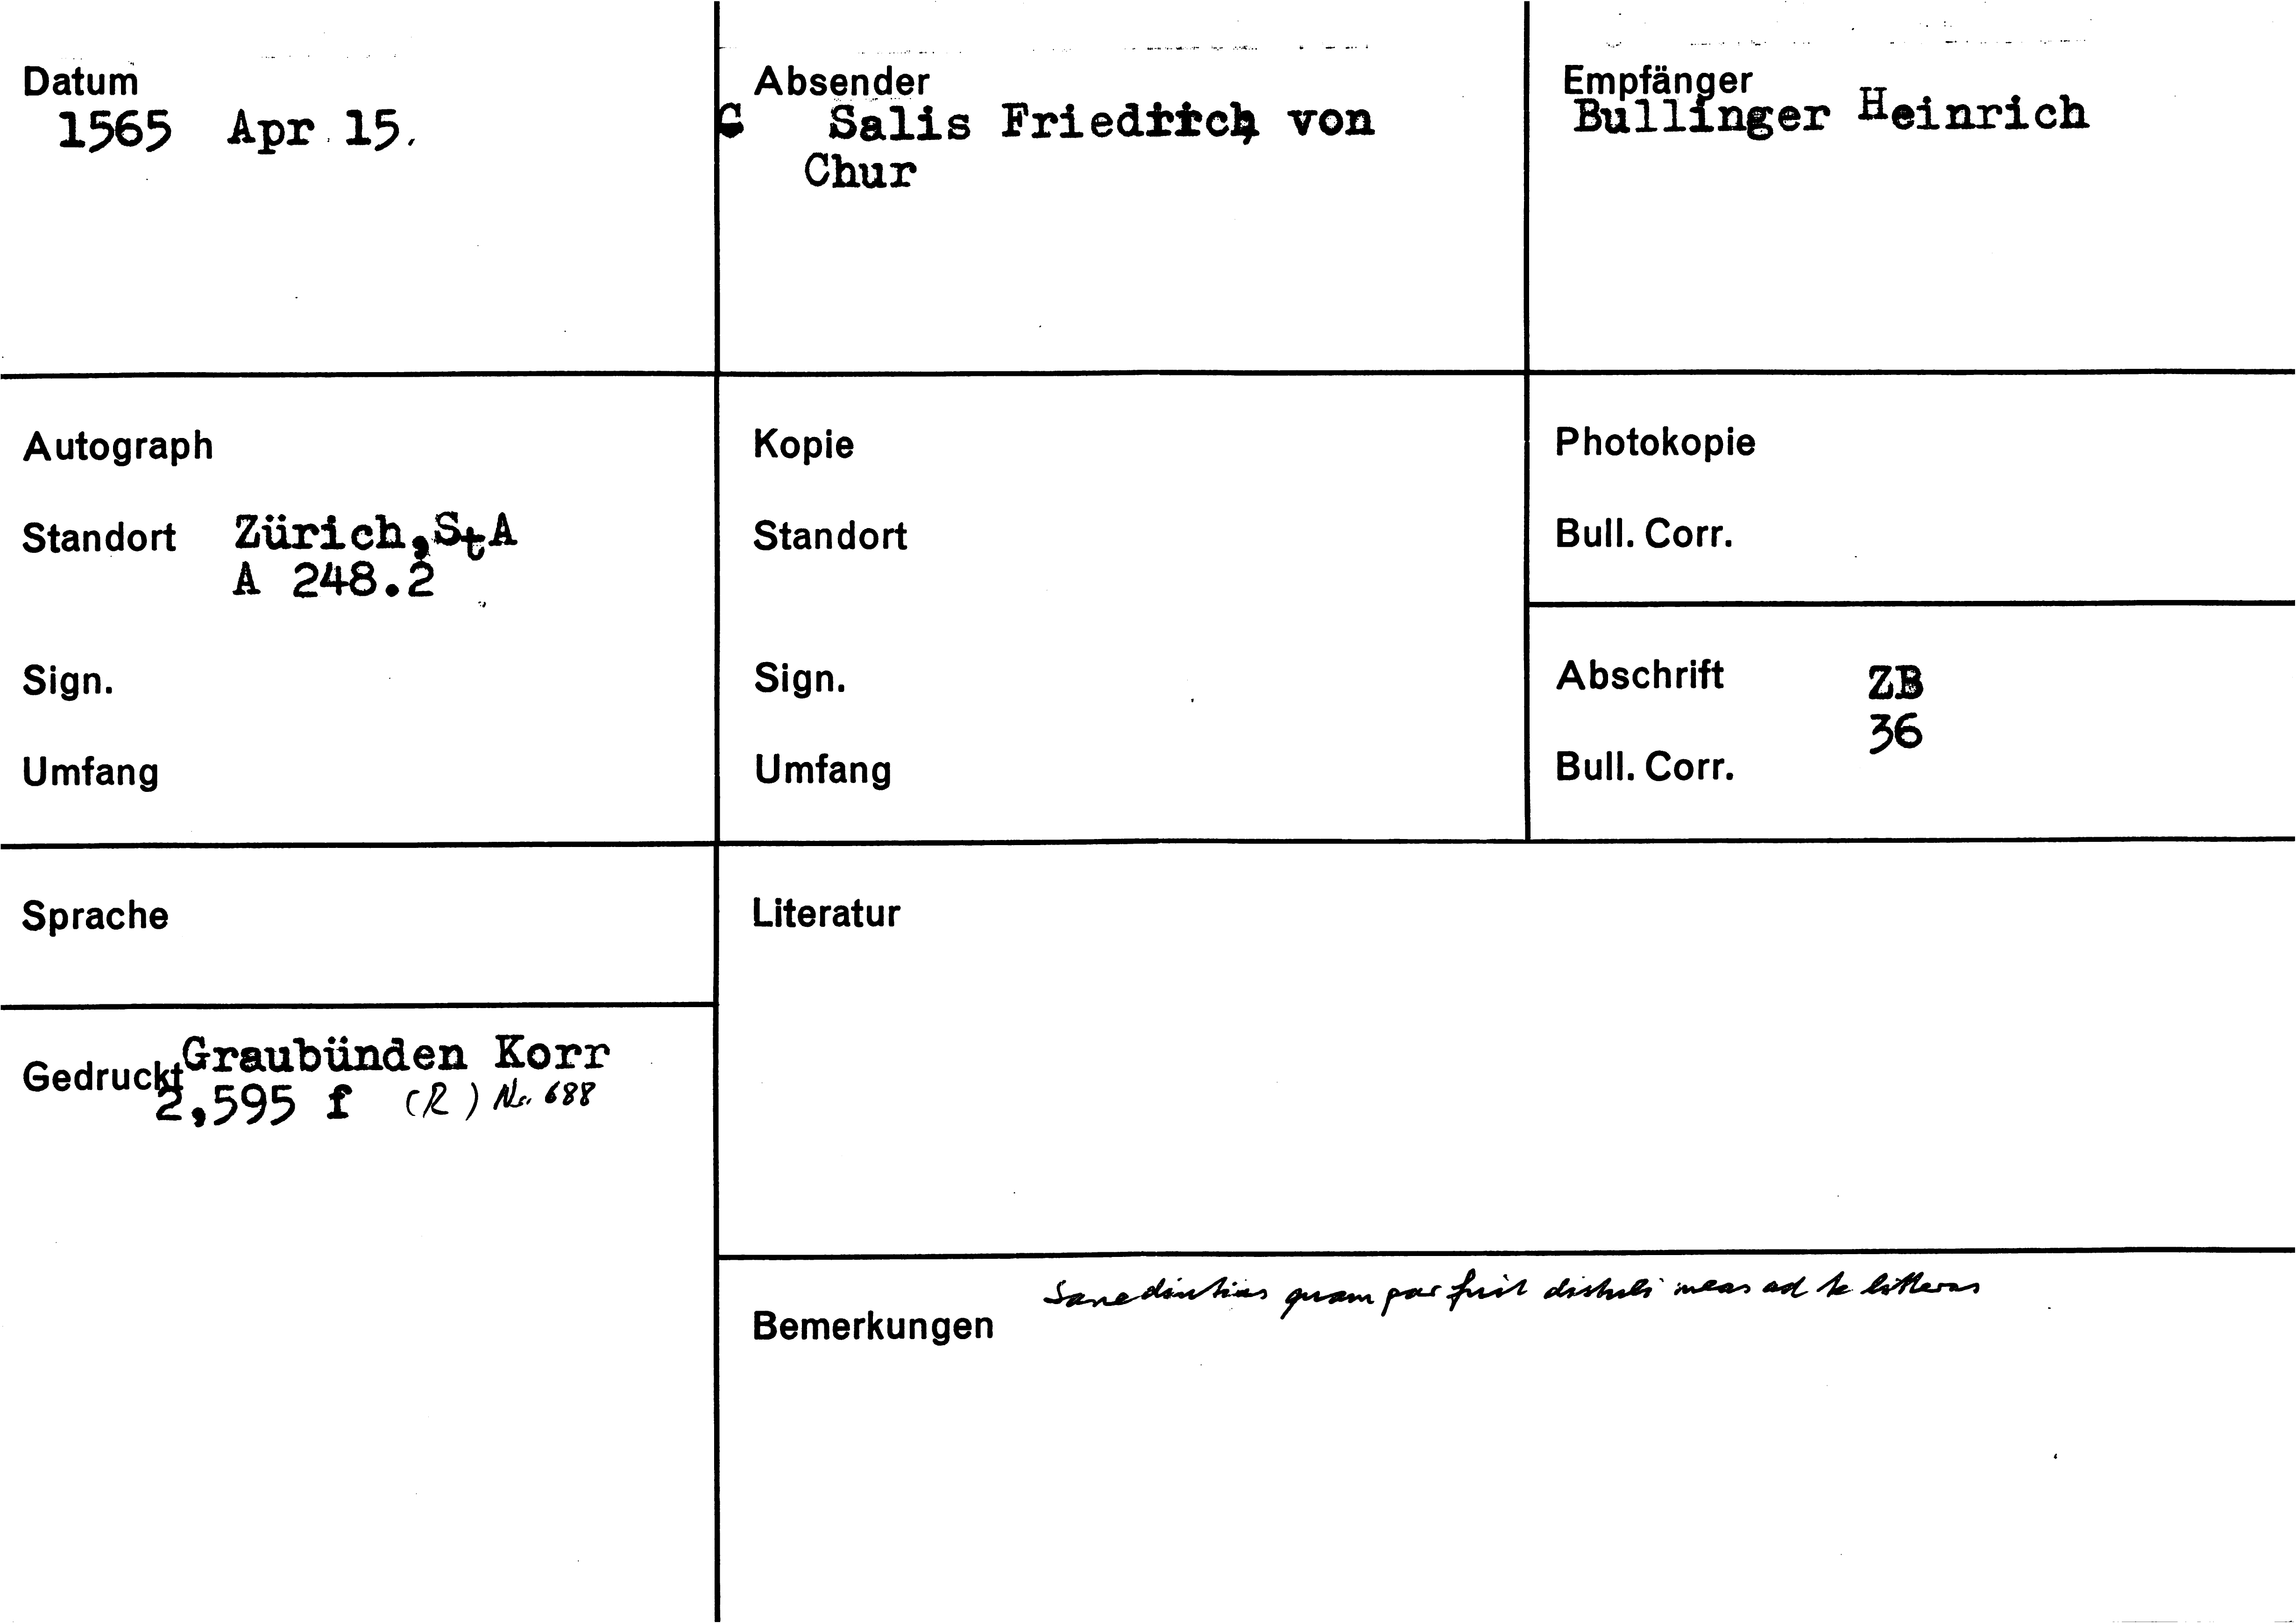 Datum
1565 Apr. 15.
Absender
Salis Friedrich von
Chur
Empfänger
Bullinger Heinrich
Autograph
Standort Zürich, StA
A 248.2
Sign.
Umfang
Kopie
Standort
Sign.
Umfang
Photokopie
Bull. Corr.
Abschrift ZB
36
Bull. Corr.
Sprache
Gedruckt Graubünden Korr
2,595 f (R) Nr. 688
Literatur
Bemerkungen Sane diutius quam par fuit distuli meas ad te litteras